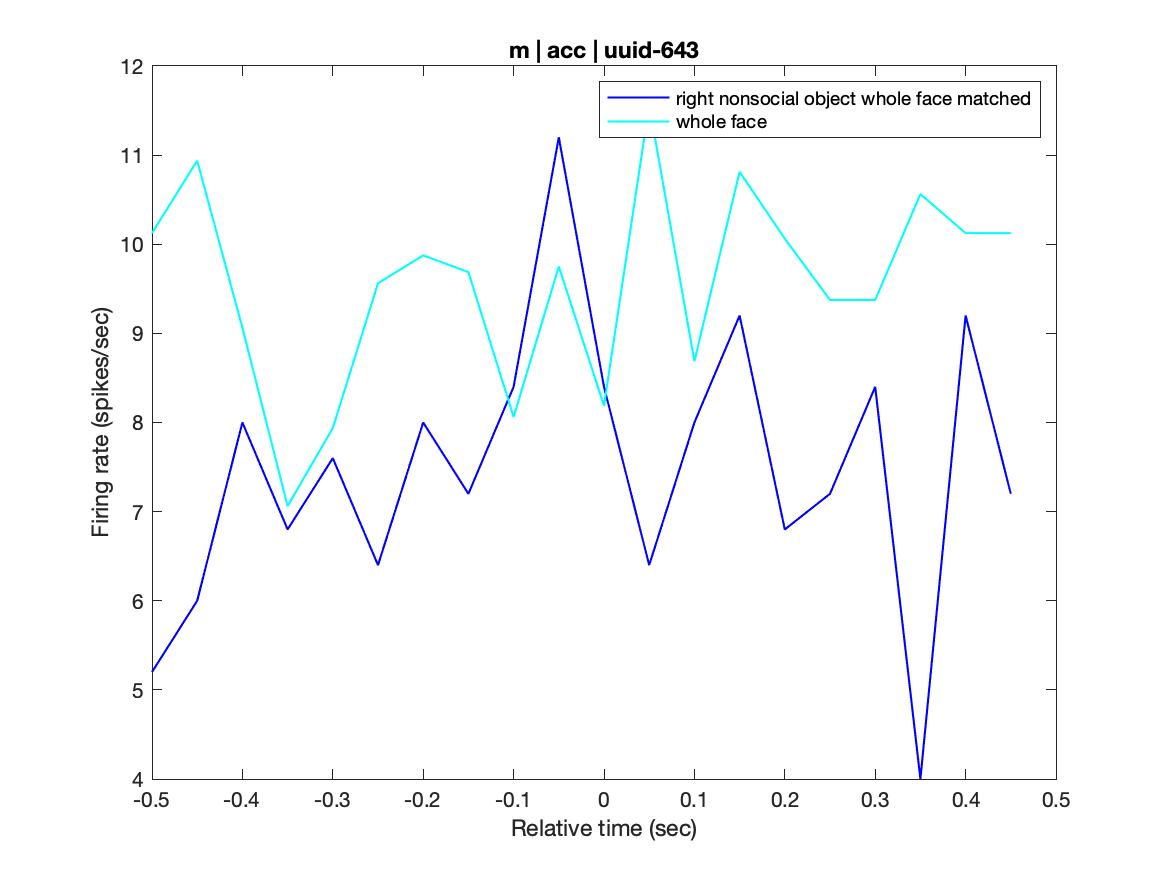 m | acc | uuid-643
12
11
10
9
8
7
6
5
4
Firing rate (spikes/sec)
right nonsocial object whole face matched
whole face
-0.5 -0.4 -0.3 -0.2 -0.1 0 0.1 0.2 0.3 0.4 0.5
Relative time (sec)